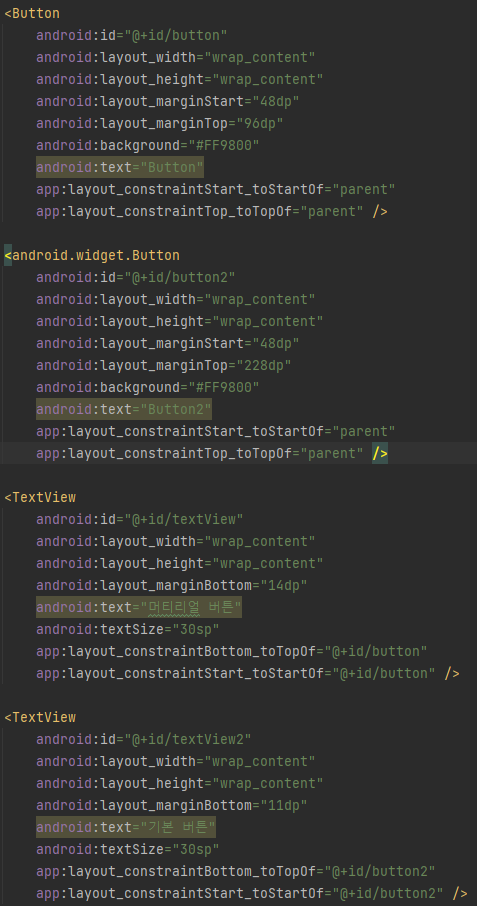 <Button
android:id="@+id/button"
android:layout_width="wrap_content"
android:layout_height="wrap_content"
android:layout_marginStart="48dp"
android:layout_marginTop="96dp"
android:background="#FF9800"
android:text="Button"
app:layout_constraintStart_toStartOf="parent"
app:layout_constraintTop_toTopOf="parent" />
<android.widget.Button
android:id="@+id/button2"
android:layout_width="wrap_content"
android:layout_height="wrap_content"
android:layout_marginStart="48dp"
android:layout_marginTop="228dp"
android:background="#FF9800"
android:text="Button2"
app:layout_constraintStart_toStartOf="parent"
app:layout_constraintTop_toTopOf="parent" />
<TextView
android:id="@+id/textView"
android:layout_width="wrap_content"
android:layout_height="wrap_content"
android:layout_marginBottom="14dp"
android:text="머티리얼 버튼"
android:textSize="30sp"
app:layout_constraintBottom_toTopOf="@+id/button"
app:layout_constraintStart_toStartOf="@+id/button" />
<TextView
android:id="@+id/textView2"
android:layout_width="wrap_content"
android:layout_height="wrap_content"
android:layout_marginBottom="11dp"
android:text="기본 버튼"
android:textSize="30sp"
app:layout_constraintBottom_toTopOf="@+id/button2"
app:layout_constraintStart_toStartOf="@+id/button2" />